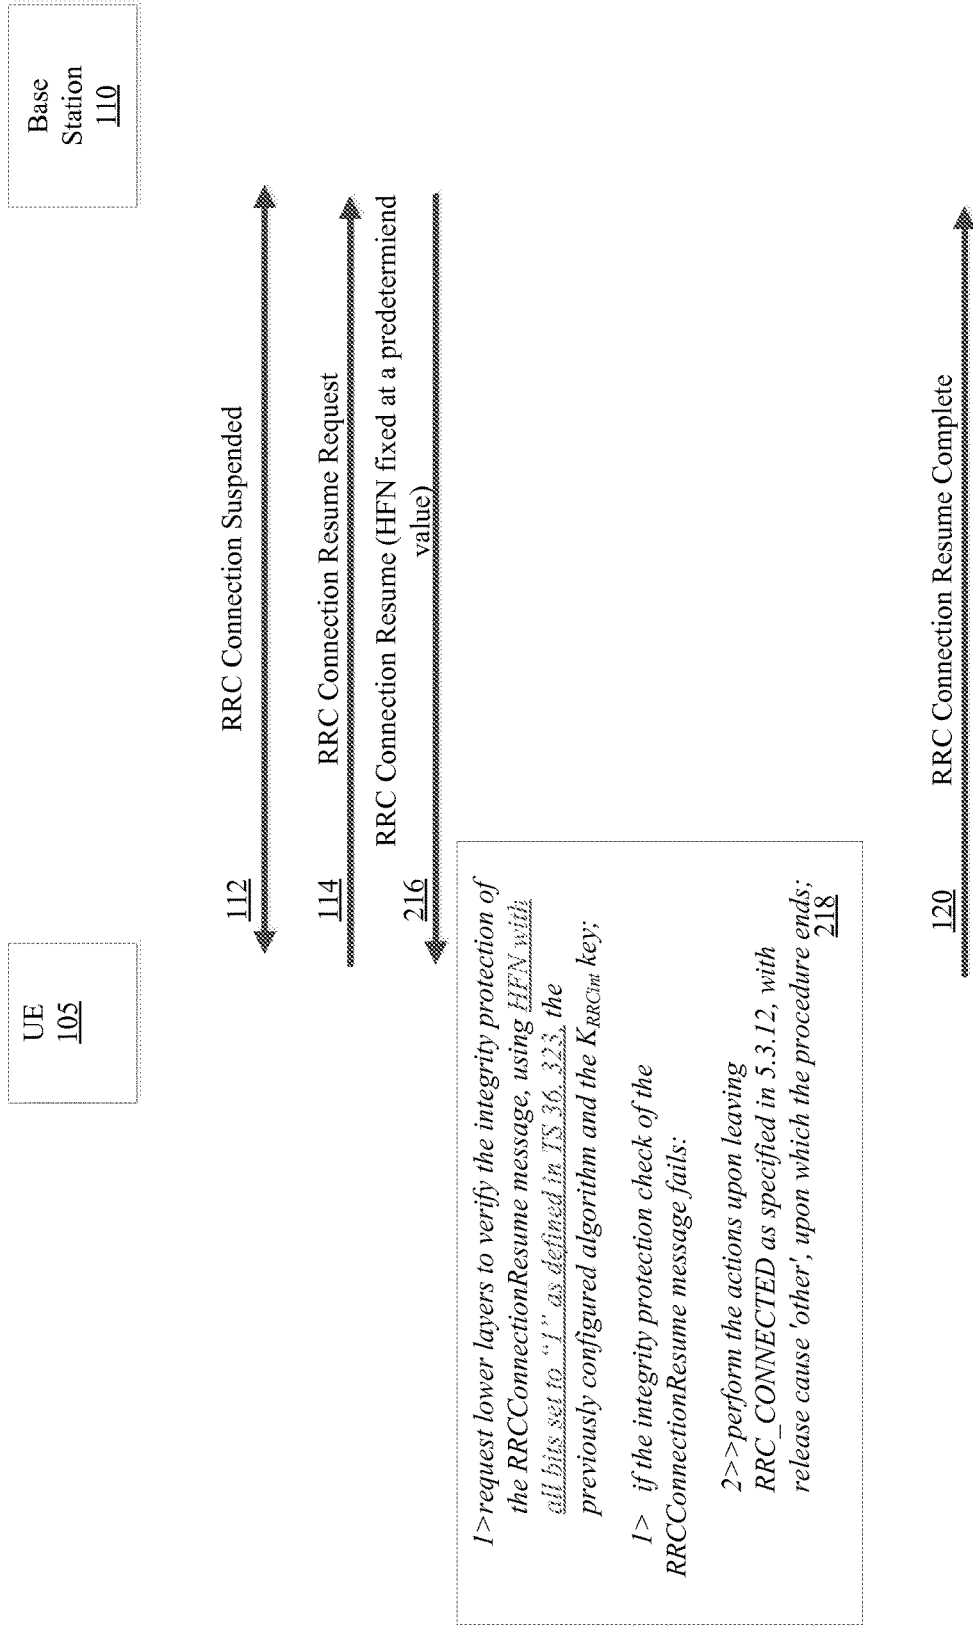 UE
105
Base
Station
110
112
RRC Connection Suspended
114
RRC Connection Resume Request
216
RRC Connection Resume (HFN fixed at a predetermiend
value)
1>request lower layers to verify the integrity protection of
the RRCConnectionResume message, using HFN with
all bits set to “1” as defined in TS 36. 323, the
previously configured algorithm and the KRRCint key;
1> if the integrity protection check of the
RRCConnectionResume message fails:
2>>perform the actions upon leaving
RRC_CONNECTED as specified in 5.3.12, with
release cause 'other', upon which the procedure ends;
218
120
RRC Connection Resume Complete